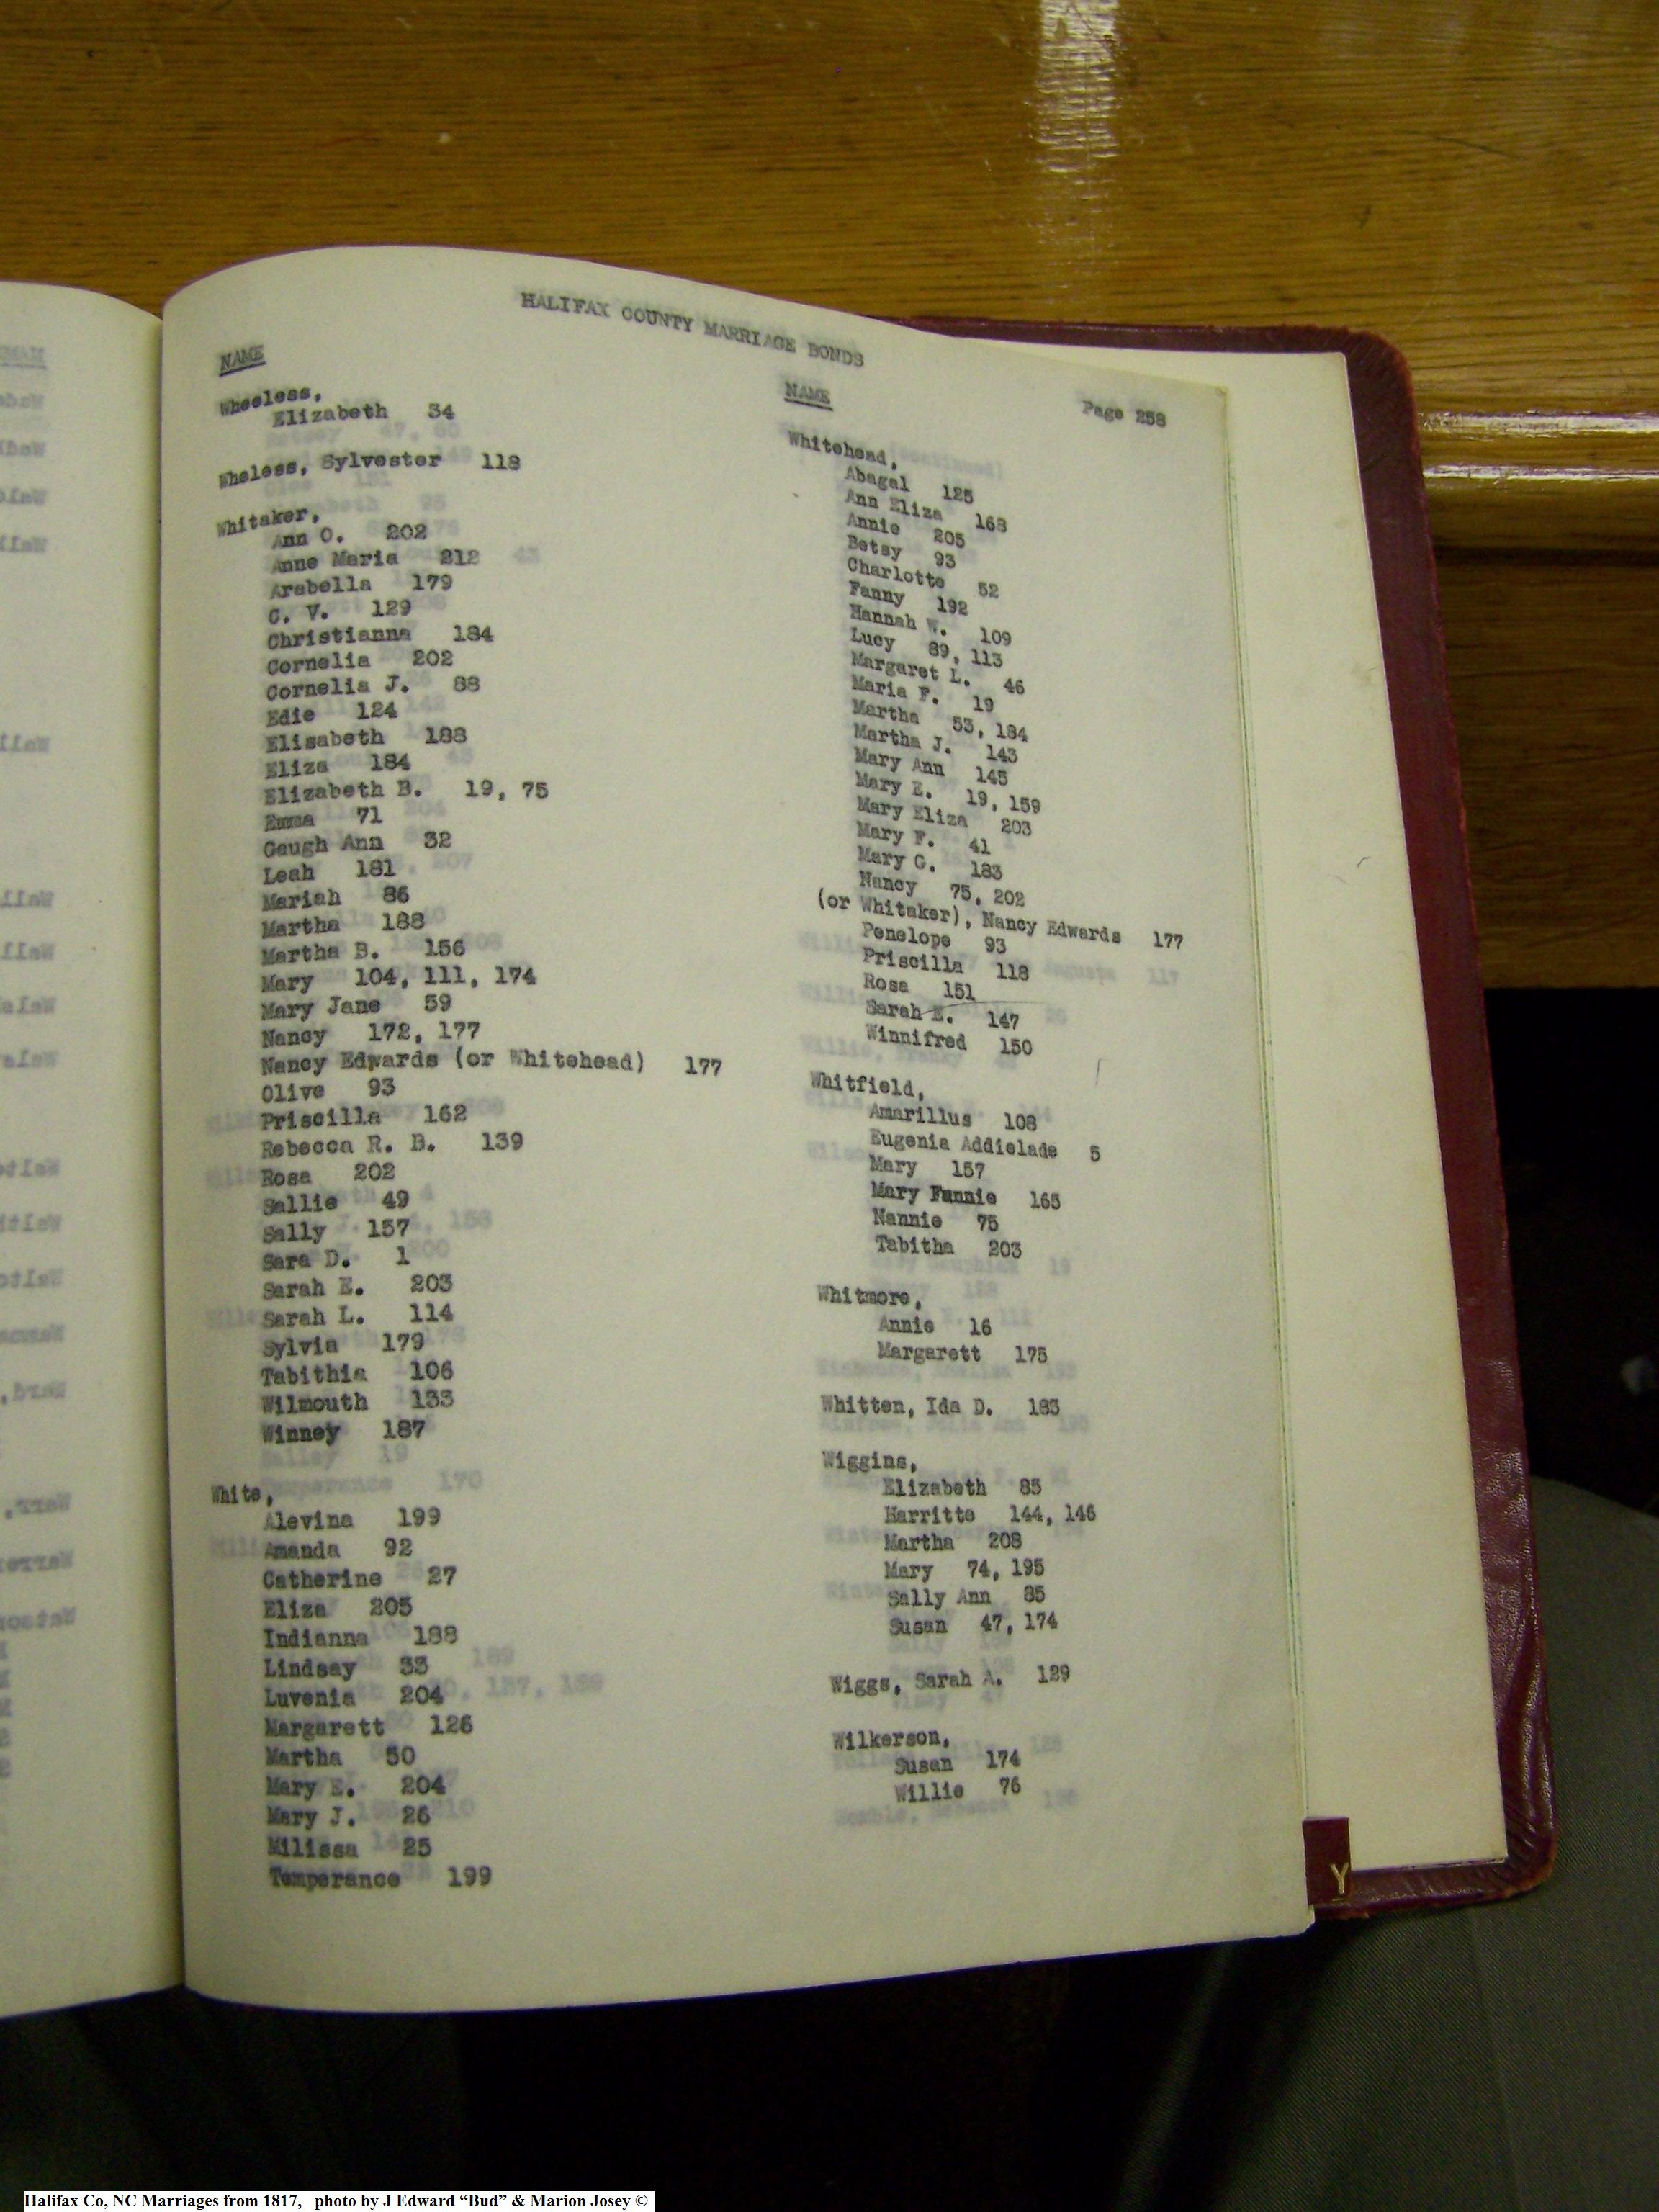 HALIFAX COUNTY MARRIAGE BONDS
Page 258
NAME
Wheeless,
Elizabeth 34
Wheless, Sylvester 118
Whitaker,
Ann O. 202
Anne Maria 212
Arabella 179
C. V. 129
Christianna 184
Cornelia 202
Cornelia J. 88
Edie 124
Elisabeth 188
Eliza 184
Elizabeth B. 19, 75
Emma 71
Geugh Ann 32
Leah 181
Mariah 86
Martha 188
Martha B. 156
Mary 104, 111, 174
Mary Jane 59
Nancy 172, 177
Nancy Edwards (or Whitehead) 177
Olive 93
Priscilla 162
Rebecca R. B. 139
Rosa 202
Sallie 49
Sally 157
Sara D. 1
Sarah E. 203
Sarah L. 114
Sylvia 179
Tabithia 106
Wilmouth 133
Winney 187
White,
Alevina 199
Amanda 92
Catherine 27
Eliza 205
Indianna 188
Lindsay 33
Luvenia 204
Margarett 126
Martha 50
Mary E. 204
Mary J. 26
Milissa 25
Temperance 199
NAME
Whitehead,
Abagal 125
Ann Eliza 168
Annie 205
Betsy 93
Charlotte 52
Fanny 192
Hannah W. 109
Lucy 89, 113
Margaret L. 46
Maria F. 19
Martha 53, 184
Martha J. 143
Mary Ann 145
Mary E. 19, 159
Mary Eliza 203
Mary F. 41
Mary G. 183
Nancy 75, 202
(or Whitaker), Nancy Edwards 177
Penelope 93
Priscilla 118
Rosa 151
Sarah E. 147
Winnifred 150
Whitfield,
Amarillus 108
Eugenia Addielade 5
Mary 157
Mary Fannie 165
Nannie 75
Tabitha 203
Whitmore,
Annie 16
Margarett 175
Whitten, Ida D. 183
Wiggins,
Elizabeth 85
Harritte 144, 146
Martha 208
Mary 74, 195
Sally Ann 85
Susan 47, 174
Wiggs, Sarah A. 129
Wilkerson,
Susan 174
Willie 76
Y
Halifax Co, NC Marriages from 1817, photo by J Edward “Bud” & Marion Josey ©